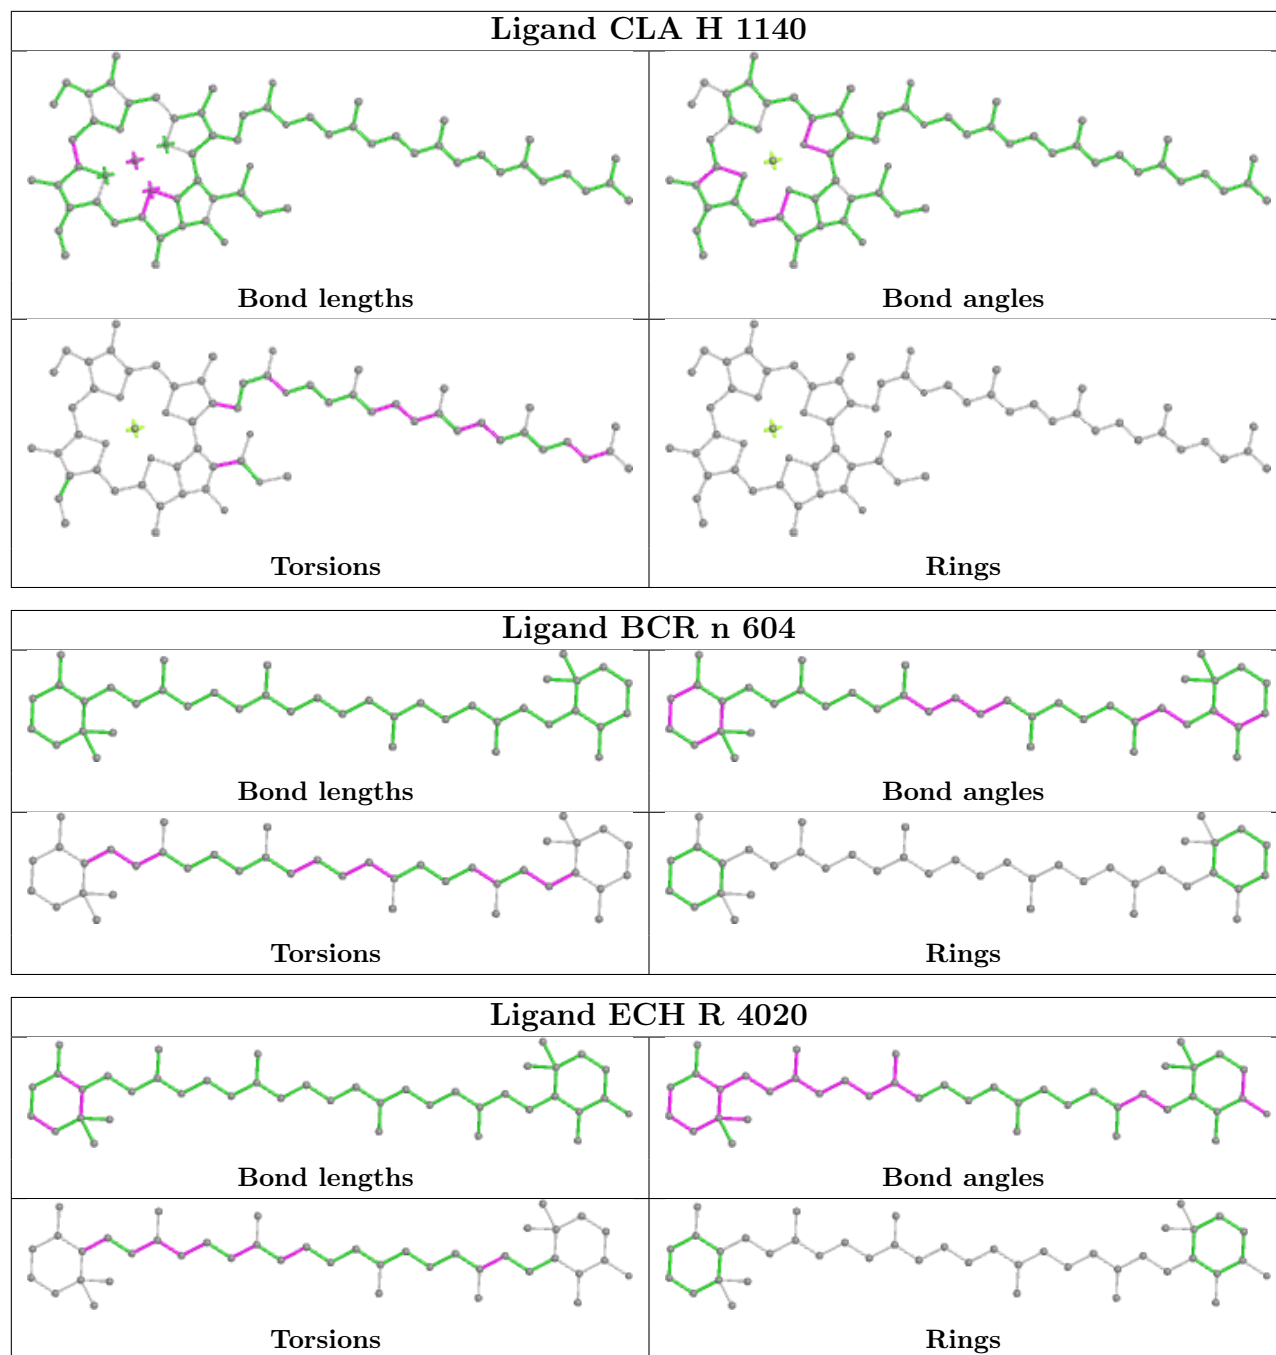 Ligand CLA H 1140
Bond lengths
Bond angles
Torsions
Rings
Ligand BCR n 604
Bond lengths
Bond angles
Torsions
Rings
Ligand ECH R 4020
Bond lengths
Bond angles
Torsions
Rings